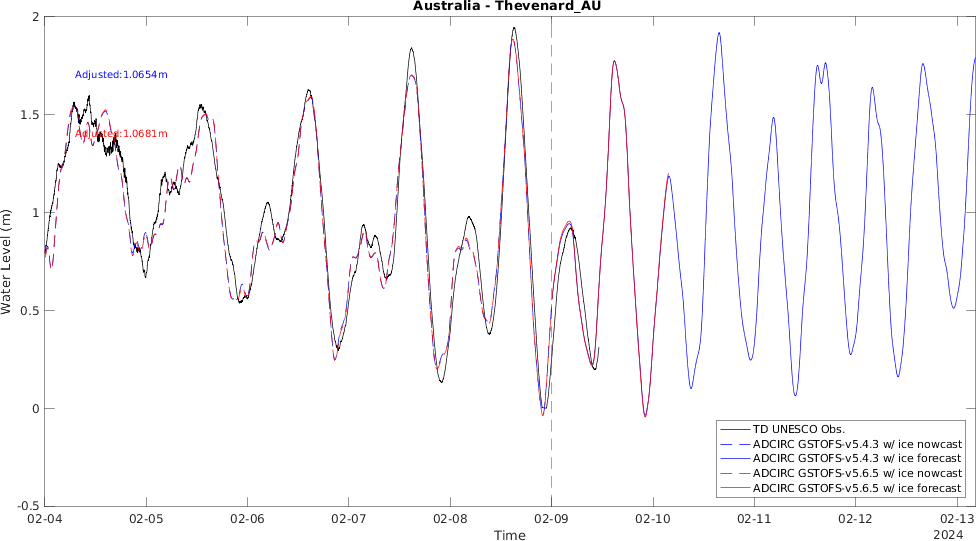 Australia - Thevenard_AU
2
Adjusted:1.0654m
1.5
Adjusted:1.0681m
1
Water Level (m)
0.5
0
TD UNESCO Obs.
ADCIRC GSTOFS-v5.4.3 w/ ice nowcast
ADCIRC GSTOFS-v5.4.3 w/ ice forecast
ADCIRC GSTOFS-v5.6.5 w/ ice nowcast
ADCIRC GSTOFS-v5.6.5 w/ ice forecast
-0.5
02-04 02-05 02-06 02-07 02-08 02-09 02-10 02-11 02-12 02-13
Time 2024